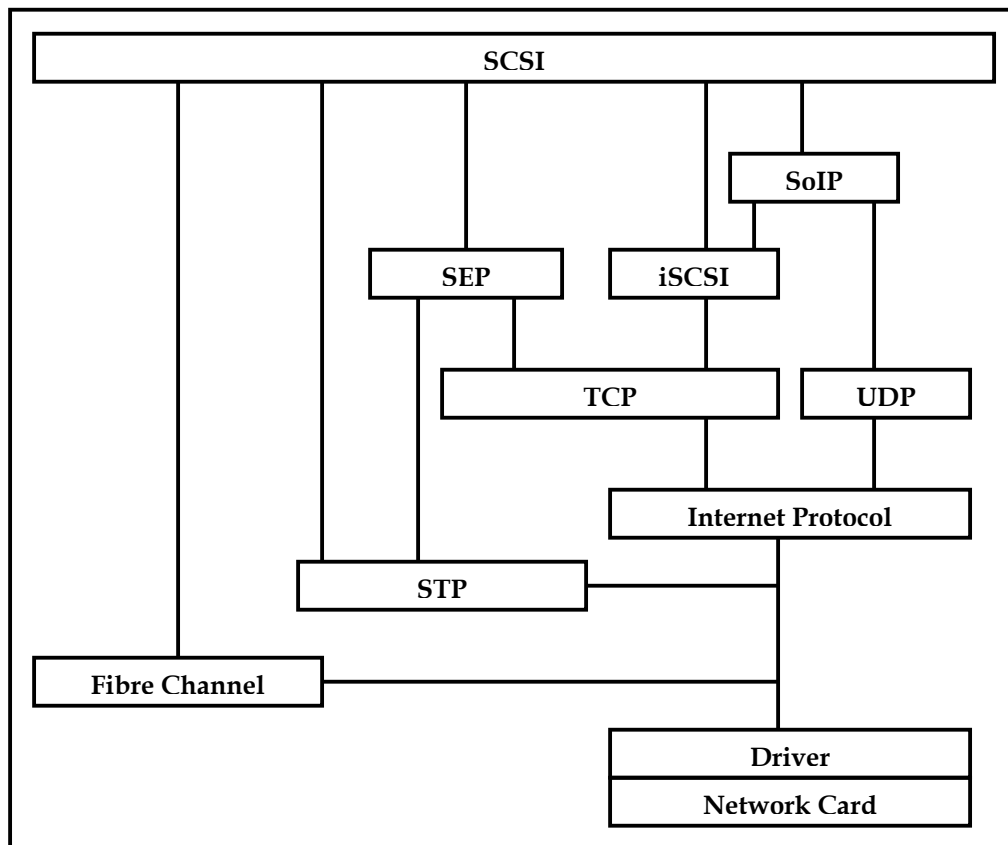 SCSI
SoIP
SEP
iSCSI
TCP
UDP
Internet Protocol
STP
Fibre Channel
Driver
Network Card